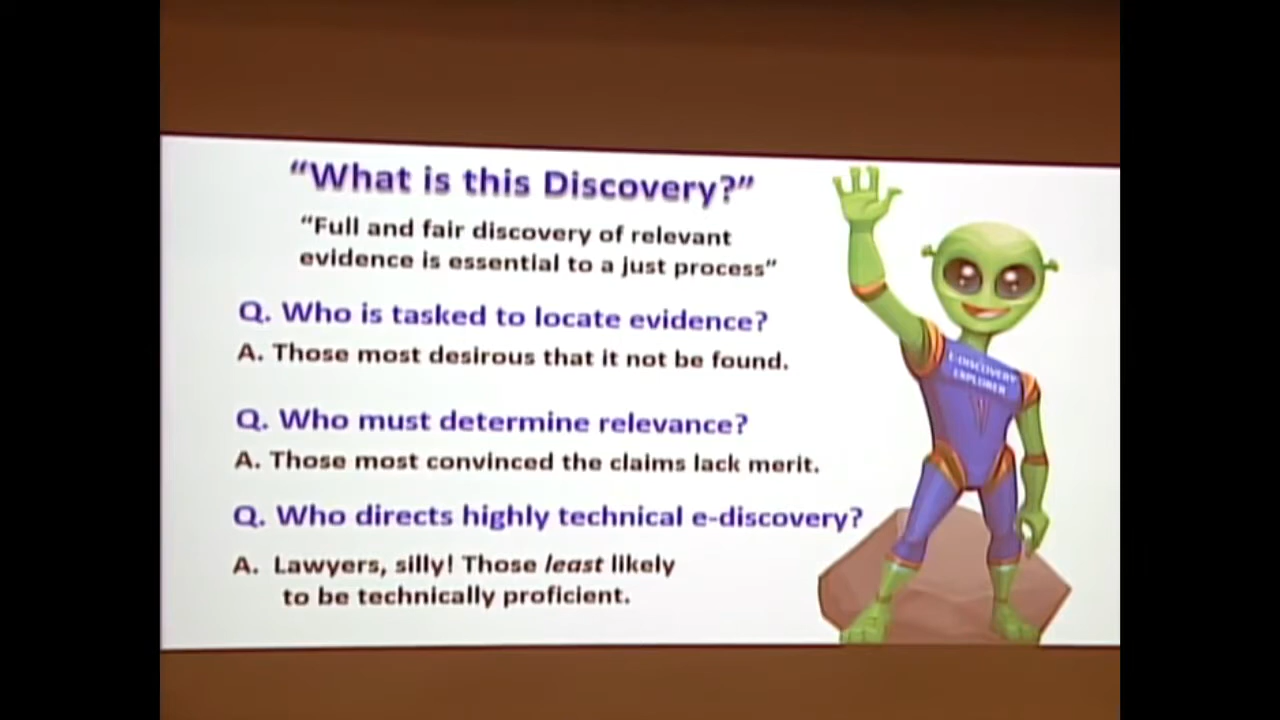 “What is this Discovery?”
“Full and fair discovery of relevant
evidence is essential to a just process”
Q. Who is tasked to locate evidence?
A. Those most desirous that it not be found.
Q. Who must determine relevance?
A. Those most convinced the claims lack merit.
Q. Who directs highly technical e-discovery?
A. Lawyers, silly! Those least likely
to be technically proficient.
E-DISCOVERY
EXPLORER